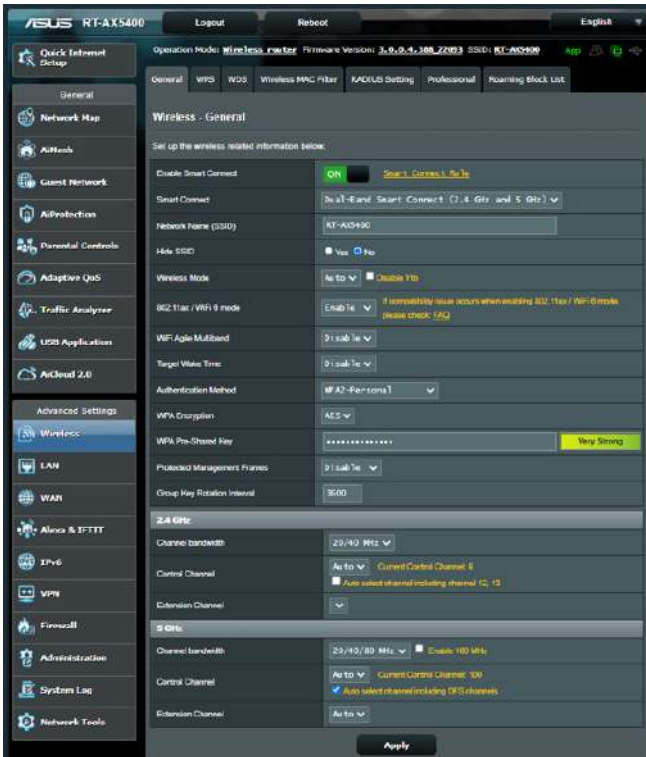 ASUS RT-AX5400 Logout Reboot English
Quick Internet Setup
Operation Mode: Wireless router Firmware Version: 3.0.0.4.388_22093 SSID: RT-AX5400 App
General WPS WDS Wireless MAC Filter RADIUS Setting Professional Roaming Block List
General
Network Map
AiMesh
Guest Network
AiProtection
Parental Controls
Adaptive QoS
Traffic Analyzer
USB Application
AiCloud 2.0
Advanced Settings
Wireless
LAN
WAN
Alexa & IFTTT
IPv6
VPN
Firewall
Administration
System Log
Network Tools
Wireless - General
Set up the wireless related information below.
Enable Smart Connect ON Smart Connect Rule
Smart Connect Dual-Band Smart Connect (2.4 GHz and 5 GHz)
Network Name (SSID) RT-AX5400
Hide SSID Yes No
Wireless Mode Auto Disable 11b
802.11ax / WiFi 6 mode Enable If compatibility issue occurs when enabling 802.11ax / WiFi 6 mode, please check: FAQ
WiFi Agile Multiband Disable
Target Wake Time Disable
Authentication Method WPA2-Personal
WPA Encryption AES
WPA Pre-Shared Key •••••••••••••• Very Strong
Protected Management Frames Disable
Group Key Rotation Interval 3600
2.4 GHz
Channel bandwidth 20/40 MHz
Control Channel Auto Current Control Channel: 6
Auto select channel including channel 12, 13
Extension Channel
5 GHz
Channel bandwidth 20/40/80 MHz Enable 160 MHz
Control Channel Auto Current Control Channel: 100
Auto select channel including DFS channels
Extension Channel Auto
Apply